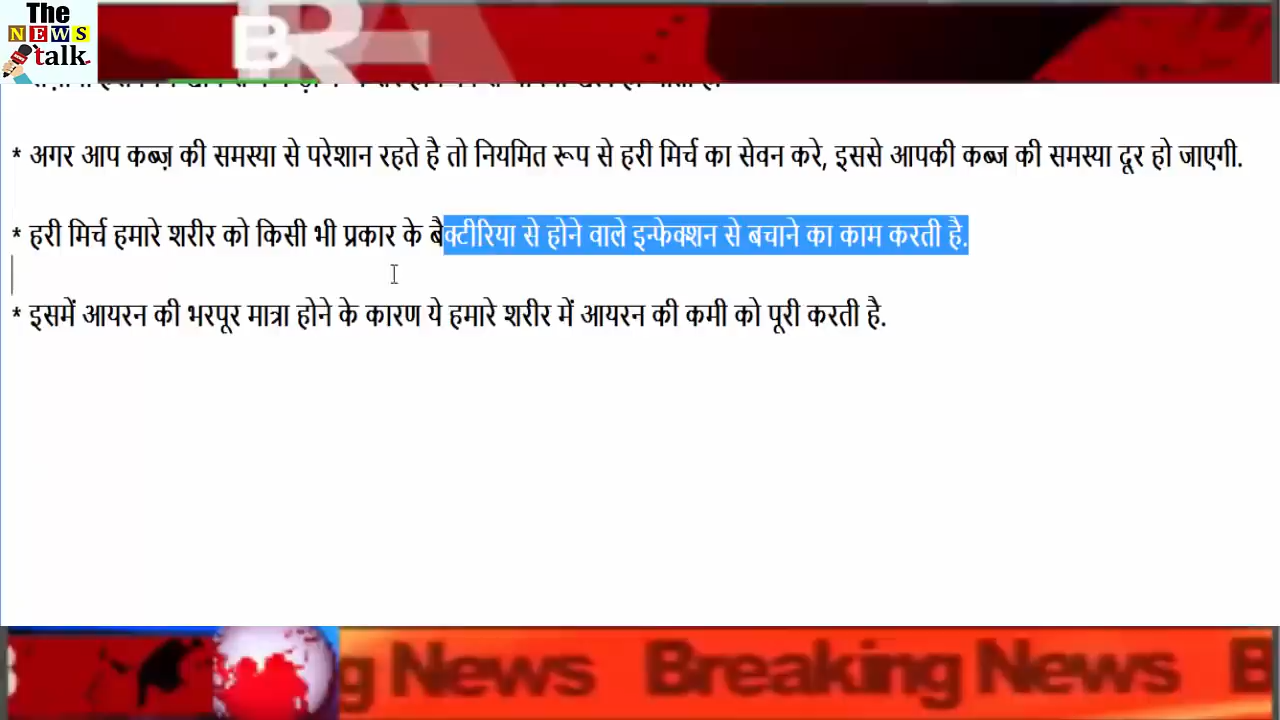 The
NEWS
talk.
BR
* अगर आप कब्ज़ की समस्या से परेशान रहते है तो नियमित रूप से हरी मिर्च का सेवन करे, इससे आपकी कब्ज की समस्या दूर हो जाएगी.
* हरी मिर्च हमारे शरीर को किसी भी प्रकार के बैक्टीरिया से होने वाले इन्फेक्शन से बचाने का काम करती है.
* इसमें आयरन की भरपूर मात्रा होने के कारण ये हमारे शरीर में आयरन की कमी को पूरी करती है.
g News Breaking News B